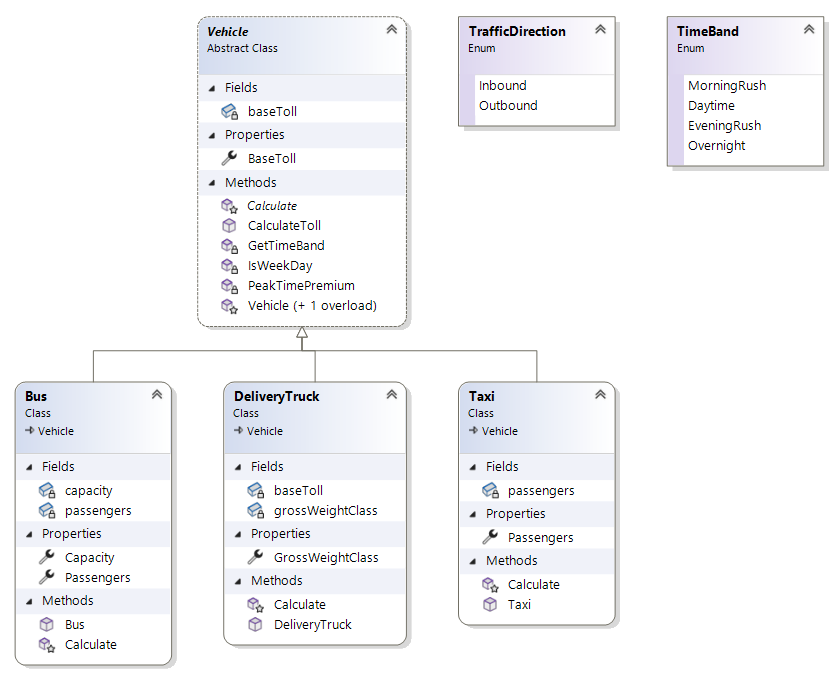 Vehicle
Abstract Class
Fields
baseToll
Properties
BaseToll
Methods
Calculate
CalculateToll
GetTimeBand
IsWeekDay
PeakTimePremium
Vehicle (+ 1 overload)
TrafficDirection
Enum
Inbound
Outbound
TimeBand
Enum
MorningRush
Daytime
EveningRush
Overnight
Bus
Class
Vehicle
Fields
capacity
passengers
Properties
Capacity
Passengers
Methods
Bus
Calculate
DeliveryTruck
Class
Vehicle
Fields
baseToll
grossWeightClass
Properties
GrossWeightClass
Methods
Calculate
DeliveryTruck
Taxi
Class
Vehicle
Fields
passengers
Properties
Passengers
Methods
Calculate
Taxi